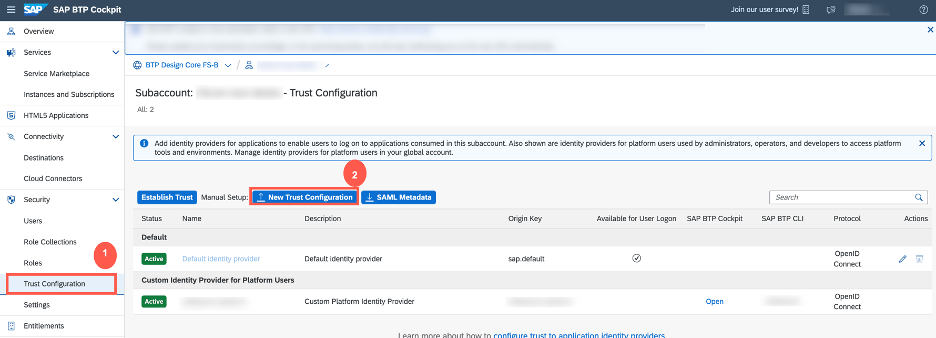 SAP SAP BTP Cockpit Join our user survey!
Overview
Services
Service Marketplace
Instances and Subscriptions
HTML5 Applications
Connectivity
Destinations
Cloud Connectors
Security
Users
Role Collections
Roles
1
Trust Configuration
Settings
Entitlements
BTP Design Core FS-B /
Subaccount: - Trust Configuration
All: 2
Add identity providers for applications to enable users to log on to applications consumed in this subaccount. Also shown are identity providers for platform users used by administrators, operators, and developers to access platform
tools and environments. Manage identity providers for platform users in your global account.
2
Establish Trust Manual Setup: New Trust Configuration SAML Metadata Search
Status Name Description Origin Key Available for User Logon SAP BTP Cockpit SAP BTP CLI Protocol Actions
Default
Active Default identity provider Default identity provider sap.default OpenID
Connect
Custom Identity Provider for Platform Users
Active Custom Platform Identity Provider Open OpenID
Connect
Learn more about how to configure trust to application identity providers